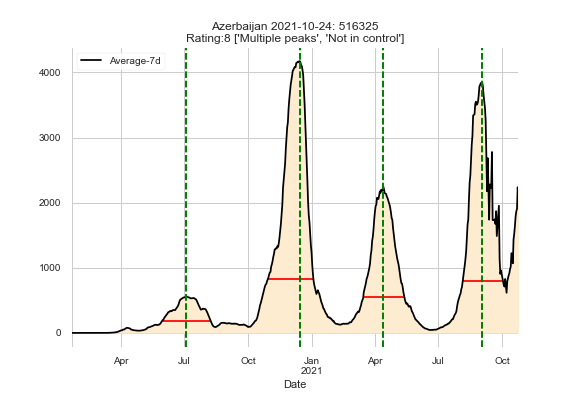 Azerbaijan 2021-10-24: 516325
Rating:8 ['Multiple peaks', 'Not in control']
Average-7d
4000
3000
2000
1000
0
Apr
Jul
Oct
Jan
2021
Apr
Jul
Oct
Date